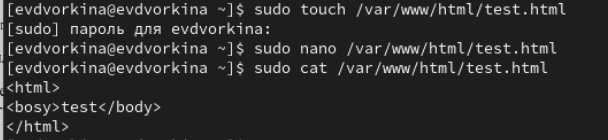 [evdvorkina@evdvorkina ~]$ sudo touch /var/www/html/test.html
[sudo] пароль для evdvorkina:
[evdvorkina@evdvorkina ~]$ sudo nano /var/www/html/test.html
[evdvorkina@evdvorkina ~]$ sudo cat /var/www/html/test.html
<html>
<bosy>test</body>
</html>